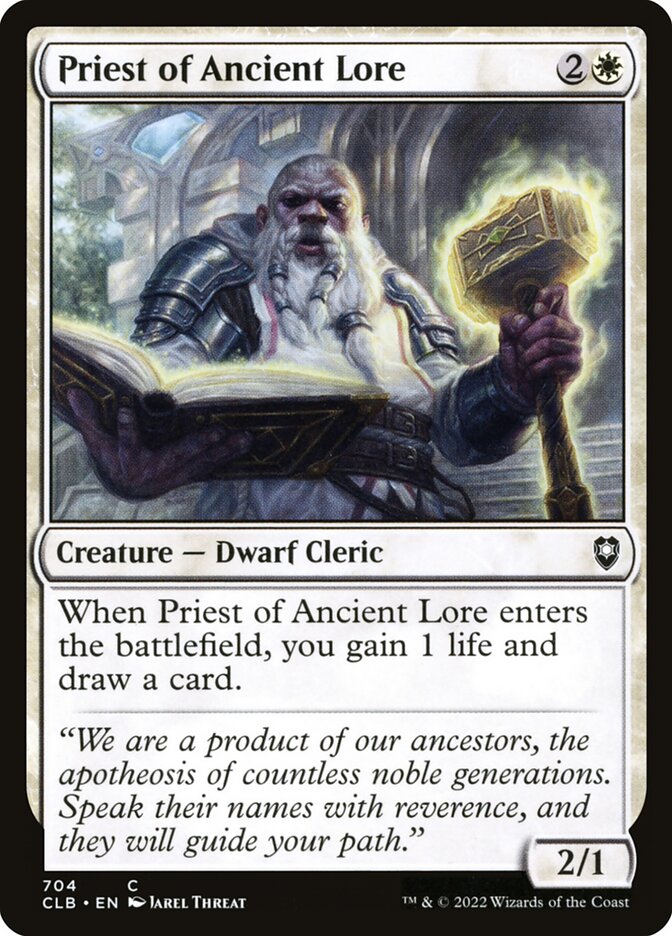 Priest of Ancient Lore 2
Creature — Dwarf Cleric
When Priest of Ancient Lore enters
the battlefield, you gain 1 life and
draw a card.
“We are a product of our ancestors, the
apotheosis of countless noble generations.
Speak their names with reverence, and
they will guide your path.”
2/1
704 C
CLB • EN JAREL THREAT
™ & © 2022 Wizards of the Coast